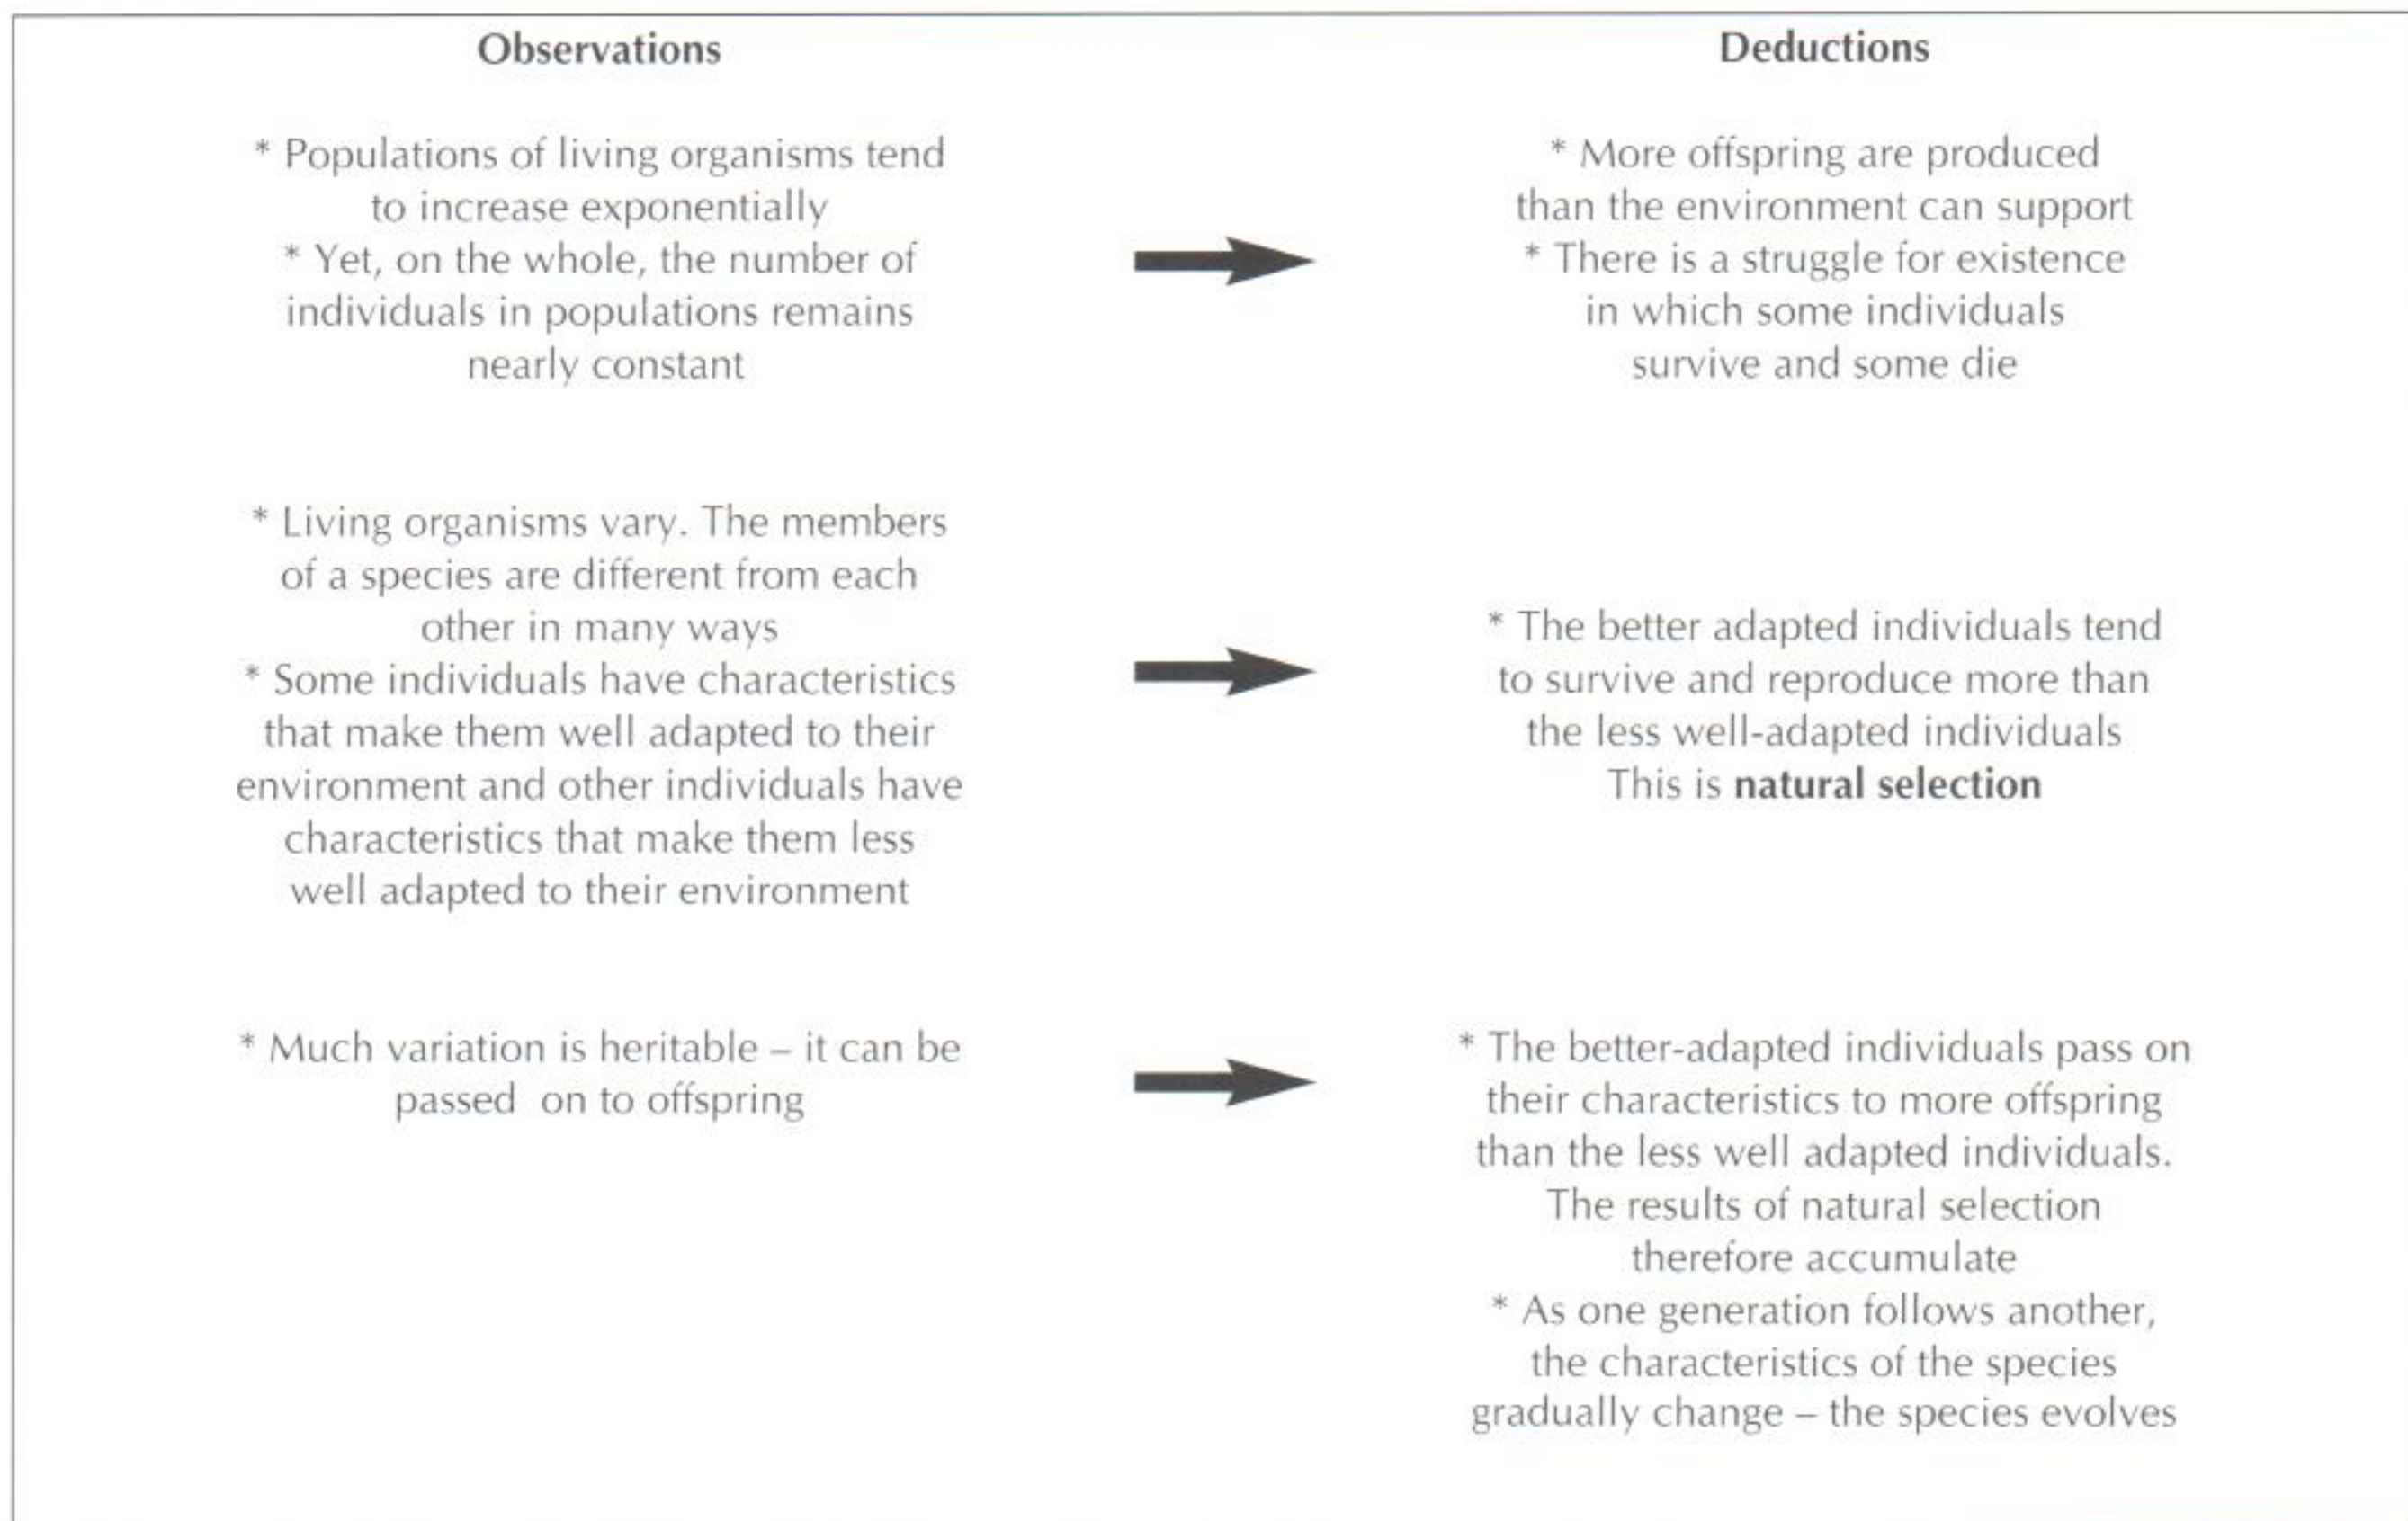 Observations
* Populations of living organisms tend
to increase exponentially
* Yet, on the whole, the number of
individuals in populations remains
nearly constant
Deductions
* More offspring are produced
than the environment can support
* There is a struggle for existence
in which some individuals
survive and some die
* Living organisms vary. The members
of a species are different from each
other in many ways
* Some individuals have characteristics
that make them well adapted to their
environment and other individuals have
characteristics that make them less
well adapted to their environment
* The better adapted individuals tend
to survive and reproduce more than
the less well-adapted individuals
This is natural selection
* Much variation is heritable – it can be
passed on to offspring
* The better-adapted individuals pass on
their characteristics to more offspring
than the less well adapted individuals.
The results of natural selection
therefore accumulate
* As one generation follows another,
the characteristics of the species
gradually change – the species evolves